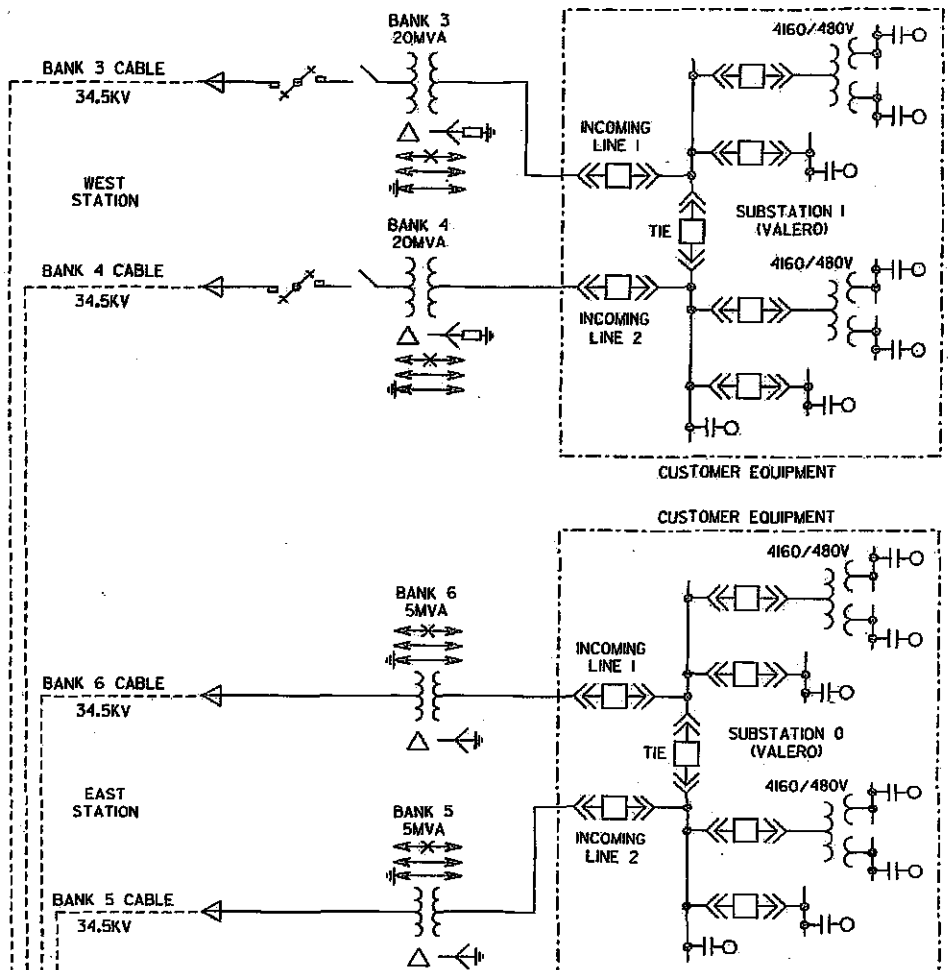 BANK 3
20MVA
4160/480V
BANK 3 CABLE
34.5KV
INCOMING
LINE 1
WEST
STATION
TIE
SUBSTATION 1
(VALERO)
BANK 4
20MVA
4160/480V
BANK 4 CABLE
34.5KV
INCOMING
LINE 2
CUSTOMER EQUIPMENT
CUSTOMER EQUIPMENT
4160/480V
BANK 6
5MVA
INCOMING
LINE 1
BANK 6 CABLE
34.5KV
TIE
SUBSTATION 0
(VALERO)
4160/480V
EAST
STATION
BANK 5
5MVA
INCOMING
LINE 2
BANK 5 CABLE
34.5KV